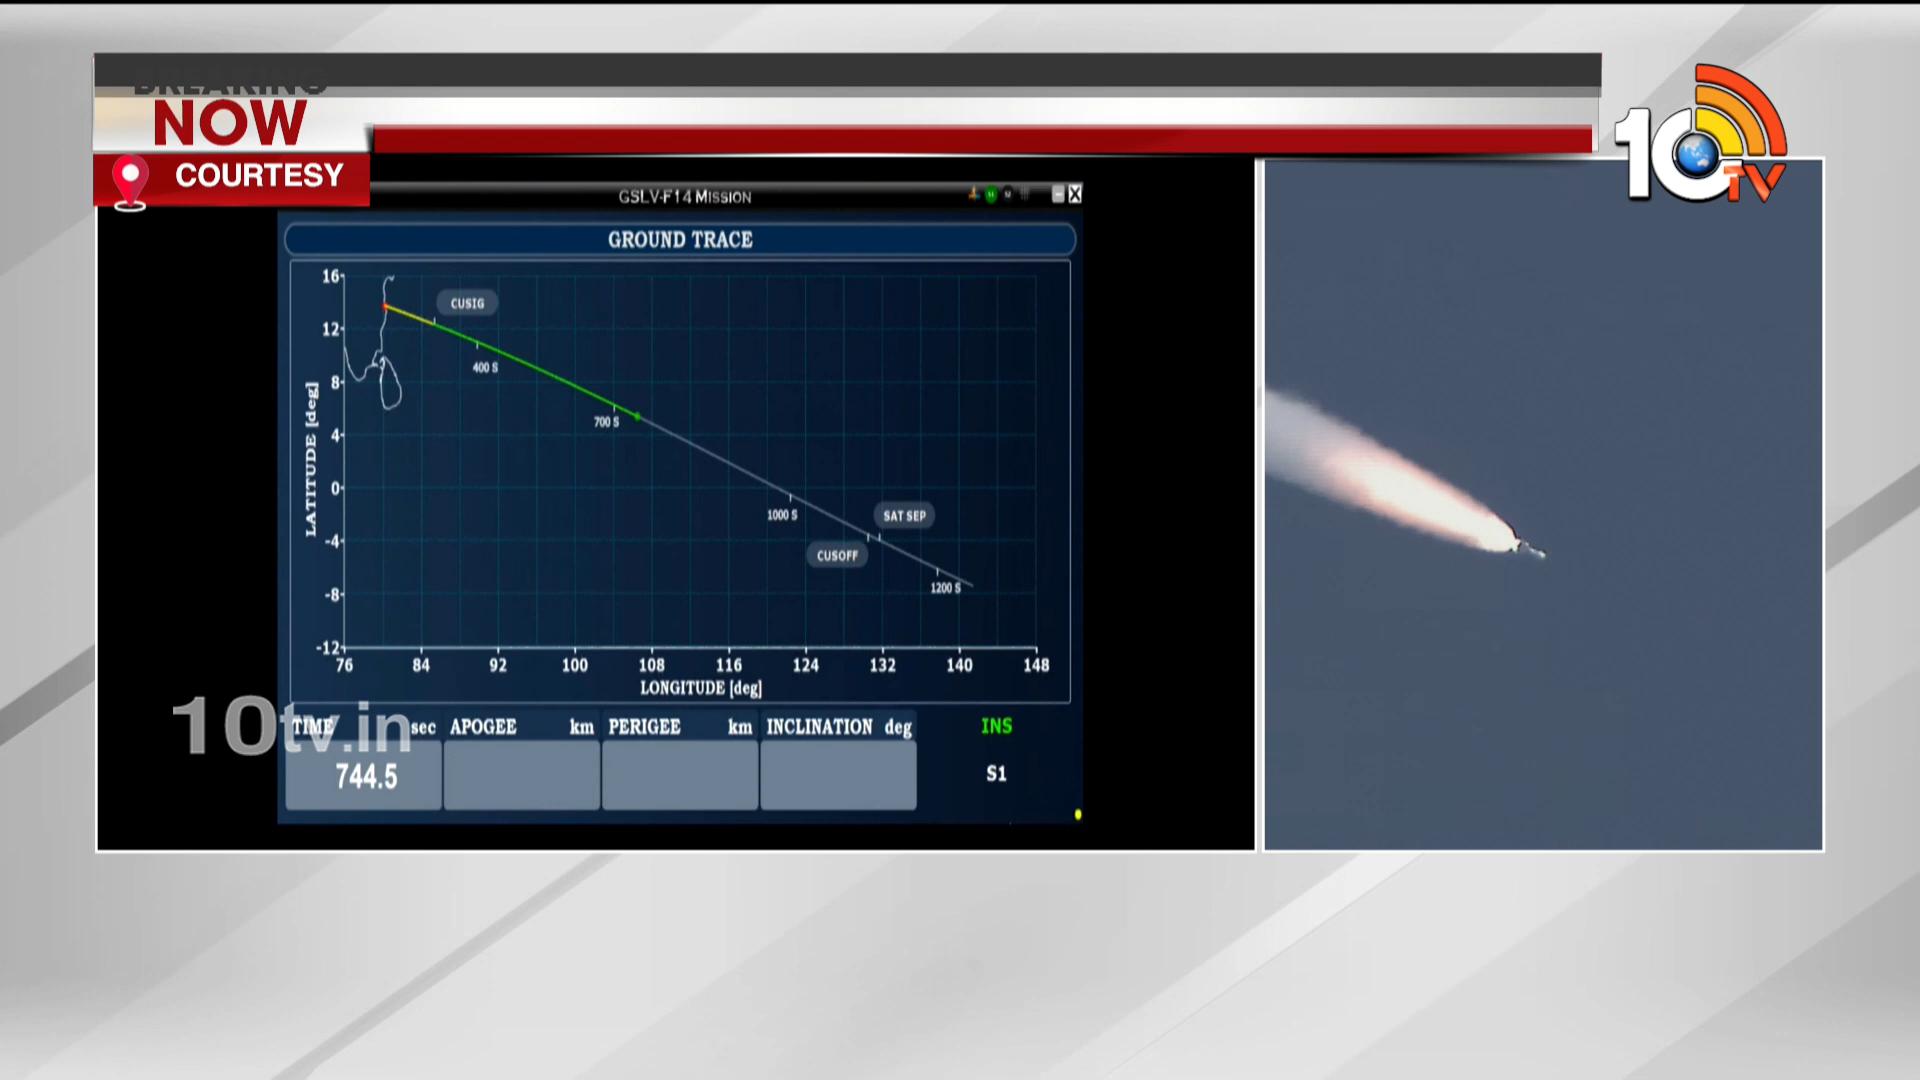 BREAKING
NOW
COURTESY
10TV
GSLV-F14 MISSION
GROUND TRACE
LATITUDE [deg]
16
12
8
4
0
-4
-8
-12
CUSIG
400 S
700 S
1000 S
SAT SEP
CUSOFF
1200 S
76 84 92 100 108 116 124 132 140 148
LONGITUDE [deg]
10tv.in
TIME sec APOGEE km PERIGEE km INCLINATION deg INS
744.5 S1